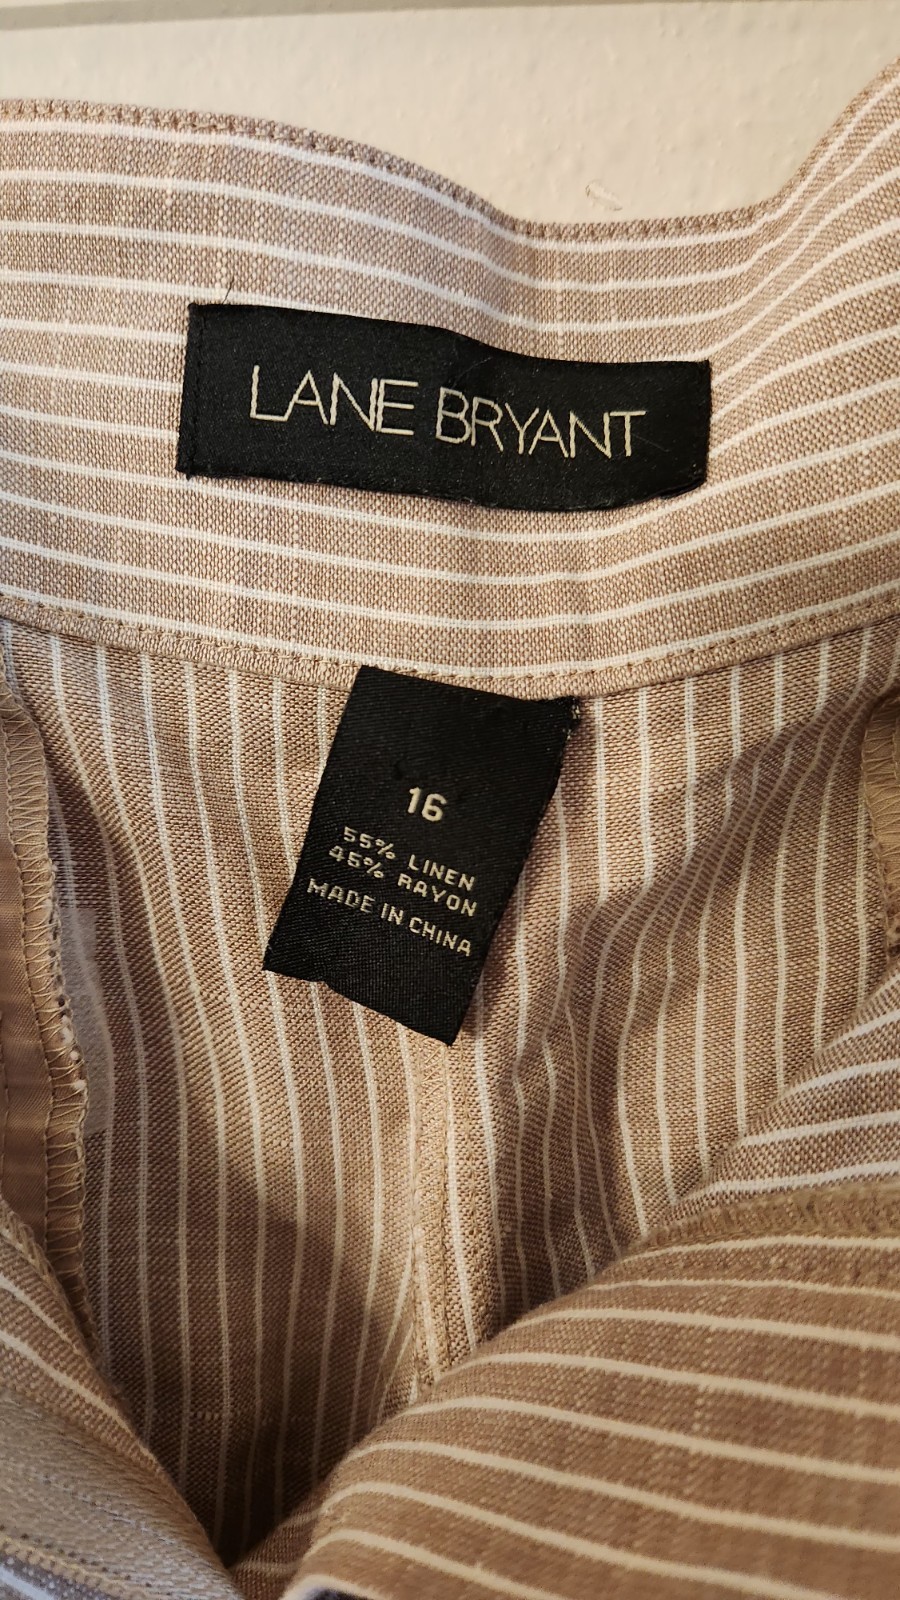 LANE BRYANT
16
55% LINEN
45% RAYON
MADE IN CHINA